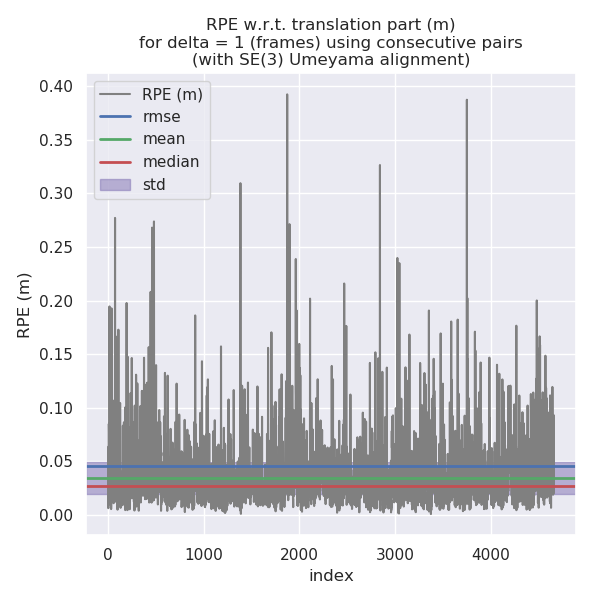 RPE w.r.t. translation part (m)
for delta = 1 (frames) using consecutive pairs
(with SE(3) Umeyama alignment)
RPE (m)
rmse
mean
median
std
RPE (m)
0.40
0.35
0.30
0.25
0.20
0.15
0.10
0.05
0.00
0
1000
2000
3000
4000
index